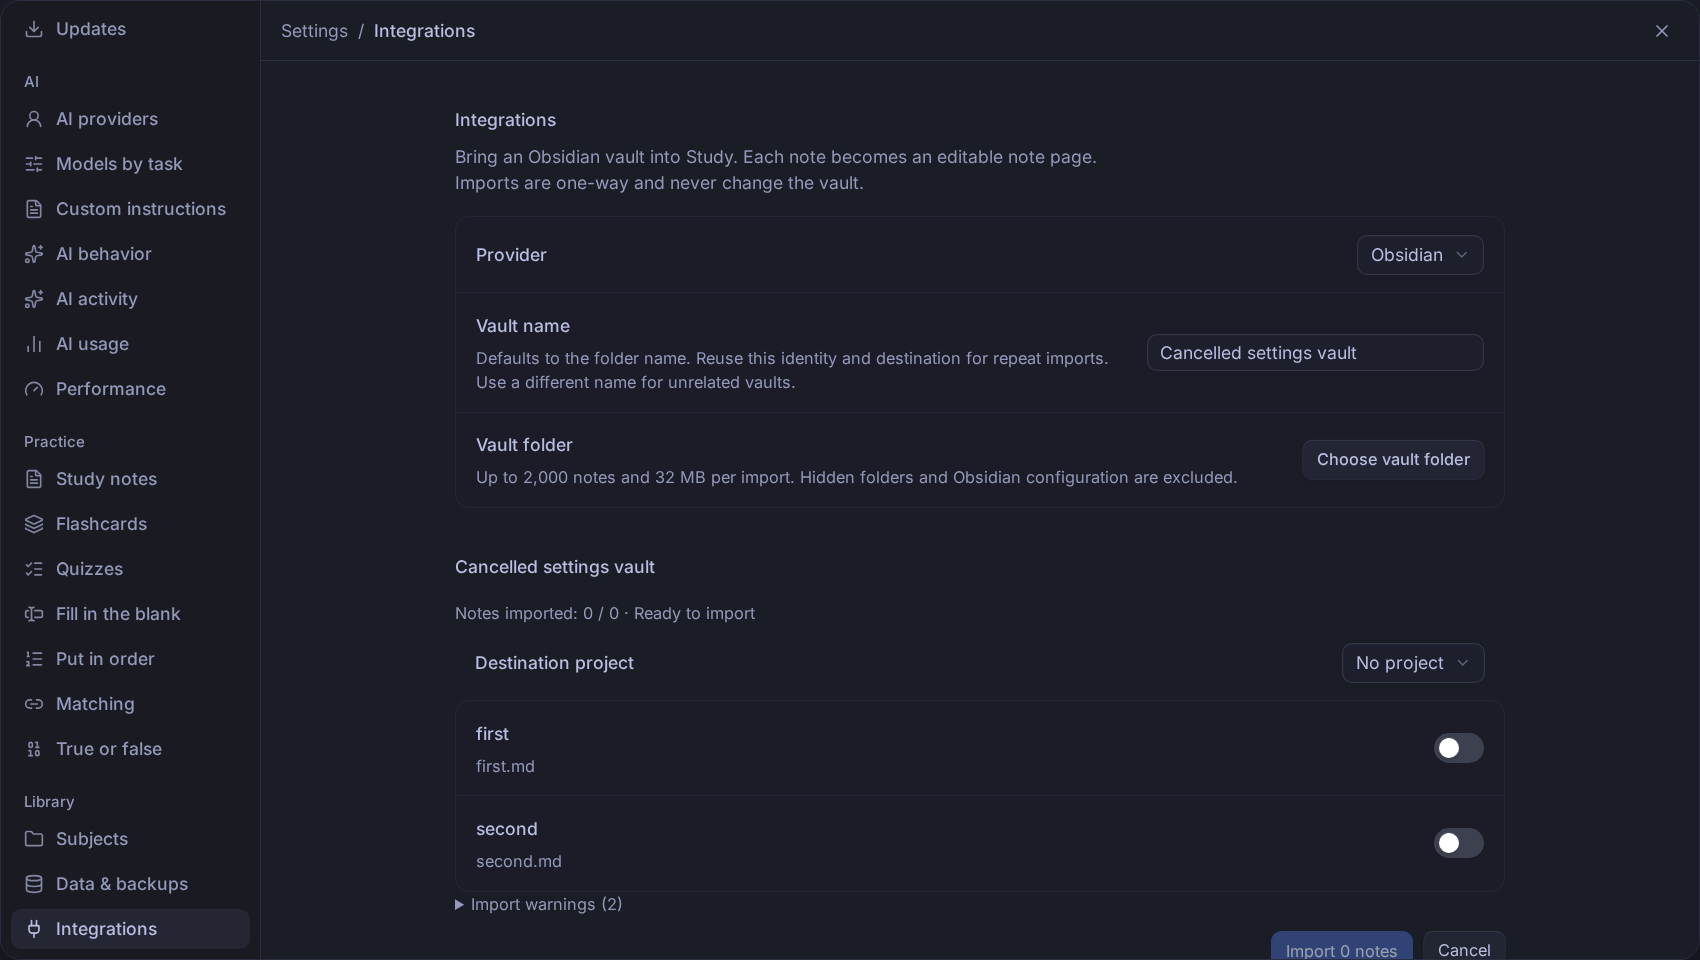 Updates
AI
AI providers
Models by task
Custom instructions
AI behavior
AI activity
AI usage
Performance
Practice
Study notes
Flashcards
Quizzes
Fill in the blank
Put in order
Matching
True or false
Library
Subjects
Data & backups
Integrations
Settings / Integrations
Integrations
Bring an Obsidian vault into Study. Each note becomes an editable note page.
Imports are one-way and never change the vault.
Provider
Obsidian
Vault name
Defaults to the folder name. Reuse this identity and destination for repeat imports.
Use a different name for unrelated vaults.
Cancelled settings vault
Vault folder
Up to 2,000 notes and 32 MB per import. Hidden folders and Obsidian configuration are excluded.
Choose vault folder
Cancelled settings vault
Notes imported: 0 / 0 · Ready to import
Destination project
No project
first
first.md
second
second.md
Import warnings (2)
Import 0 notes
Cancel